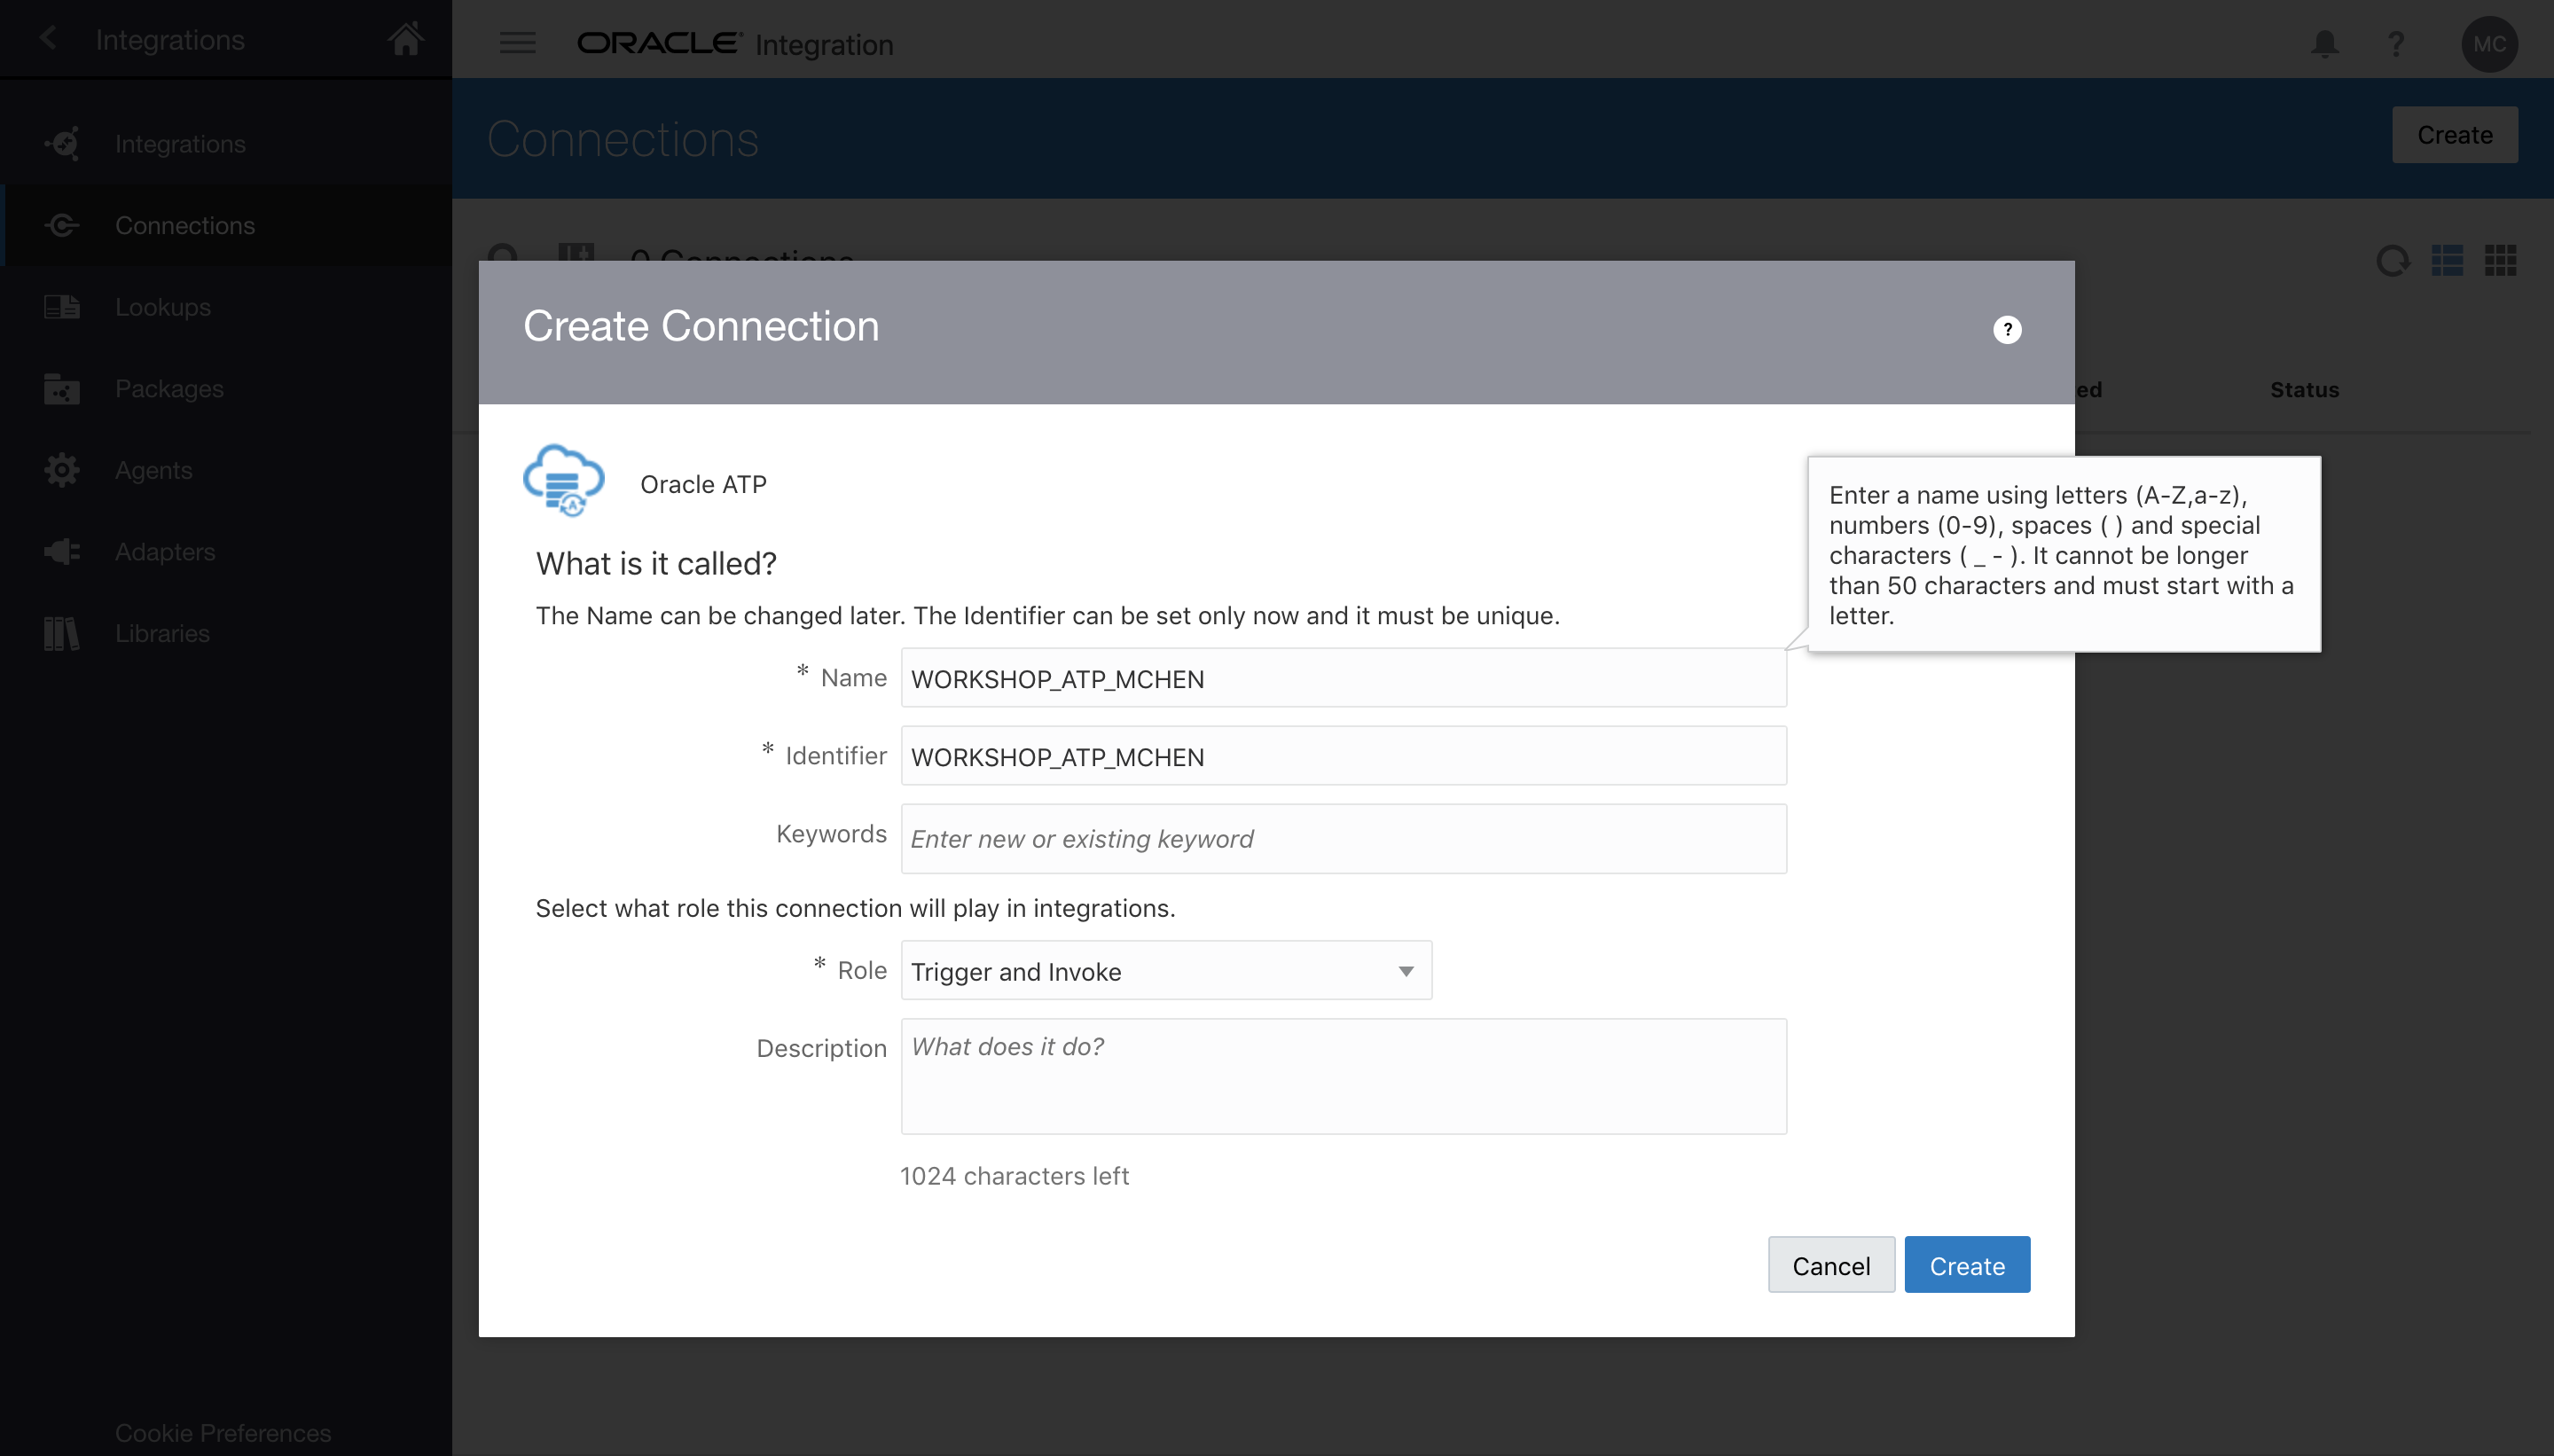 Integrations
ORACLE Integration
? MC
Connections
Create
Integrations
Connections
Lookups
Packages
Agents
Adapters
Libraries
Cookie Preferences
0 Connections
ed
Status
Create Connection
?
Oracle ATP
What is it called?
The Name can be changed later. The Identifier can be set only now and it must be unique.
Enter a name using letters (A-Z,a-z),
numbers (0-9), spaces ( ) and special
characters ( _ - ). It cannot be longer
than 50 characters and must start with a
letter.
* Name WORKSHOP_ATP_MCHEN
* Identifier WORKSHOP_ATP_MCHEN
Keywords Enter new or existing keyword
Select what role this connection will play in integrations.
* Role Trigger and Invoke
Description What does it do?
1024 characters left
Cancel Create